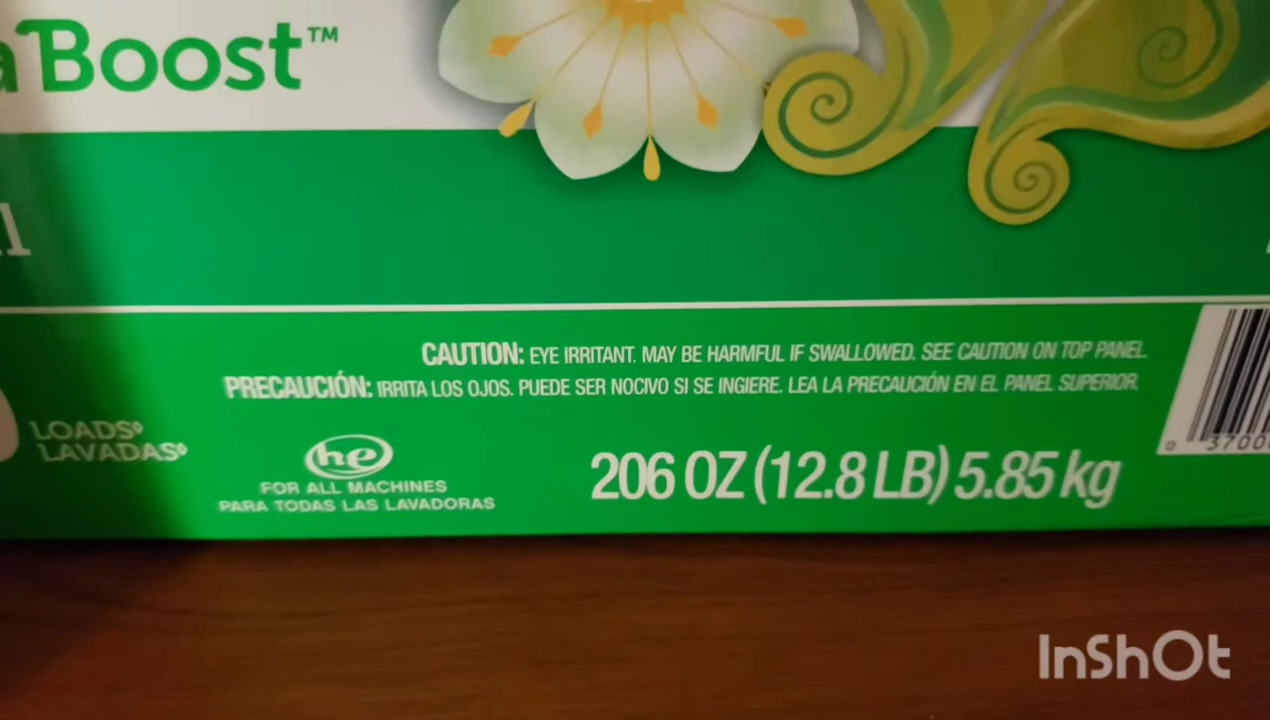 Boost™
CAUTION: EYE IRRITANT. MAY BE HARMFUL IF SWALLOWED. SEE CAUTION ON TOP PANEL.
PRECAUCIÓN: IRRITA LOS OJOS. PUEDE SER NOCIVO SI SE INGIERE. LEA LA PRECAUCIÓN EN EL PANEL SUPERIOR.
LOADS◊
LAVADAS◊
he
FOR ALL MACHINES
PARA TODAS LAS LAVADORAS
206 OZ (12.8 LB) 5.85 kg
0 3700
InShOt